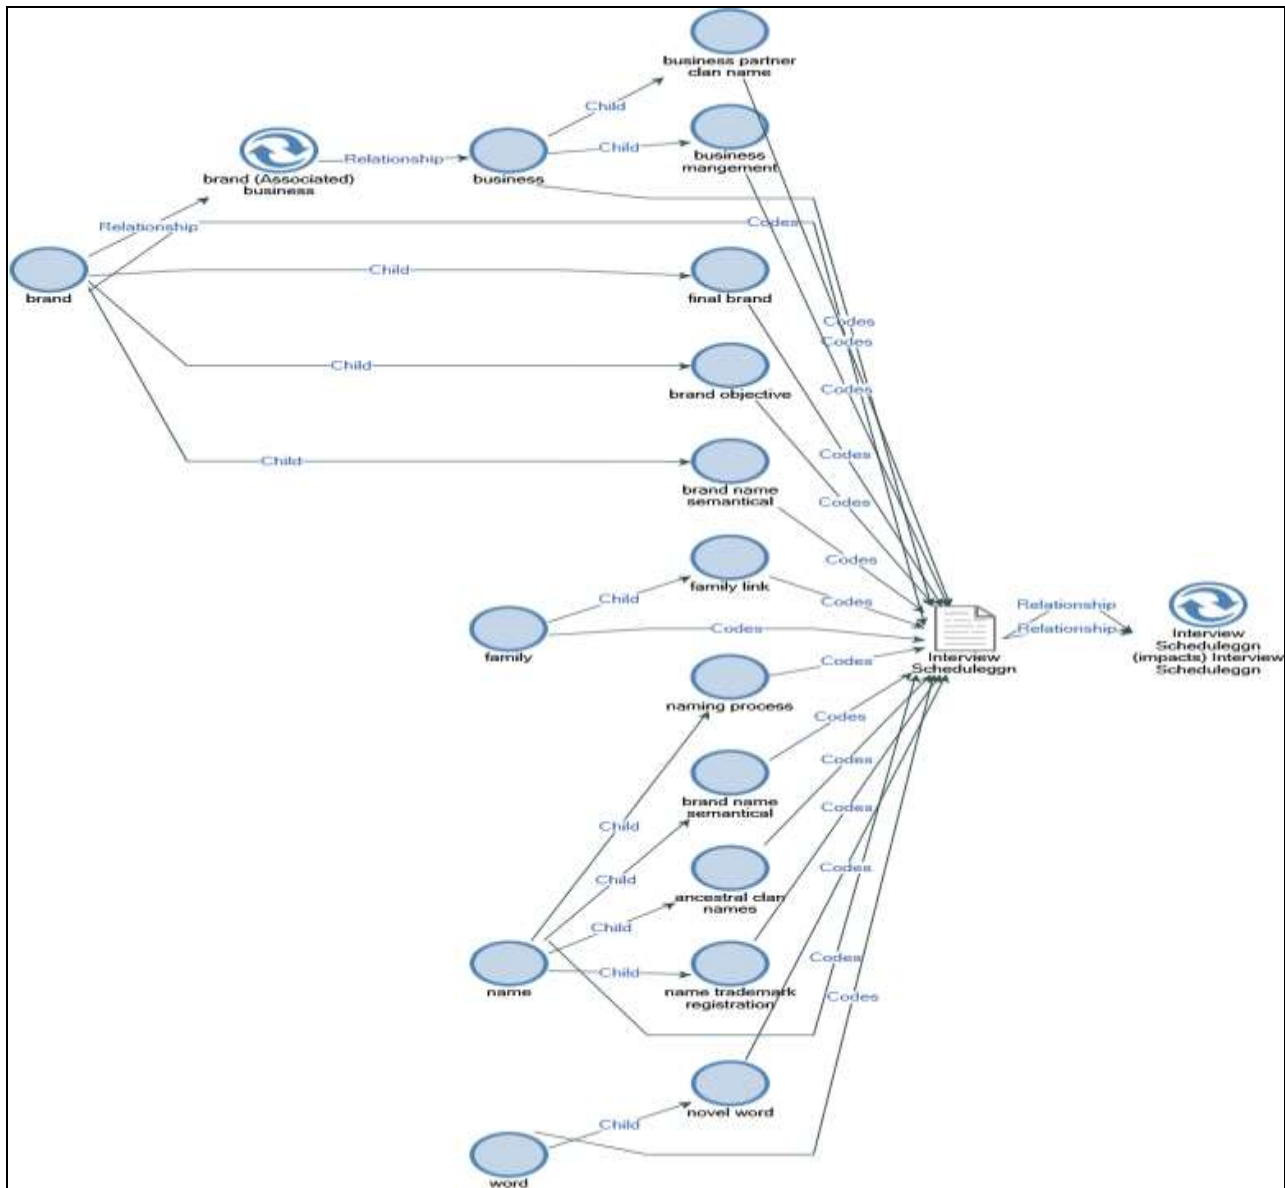 business partner
clan name
Child
Child
business
mangement
Relationship
brand (Associated)
business
business
Relationship
Codes
brand
Child
final brand
Codes
Codes
Child
brand objective
Codes
Codes
Child
brand name
semantical
Codes
Codes
family link
Child
Codes
Relationship
Relationship
family
Codes
Interview
Scheduleggn
Interview
Scheduleggn
(impacts) Interview
Scheduleggn
Codes
naming process
Codes
Codes
brand name
semantical
Child
Codes
Child
Codes
ancestral clan
names
Child
Codes
Child
name
name trademark
registration
Codes
novel word
Child
word